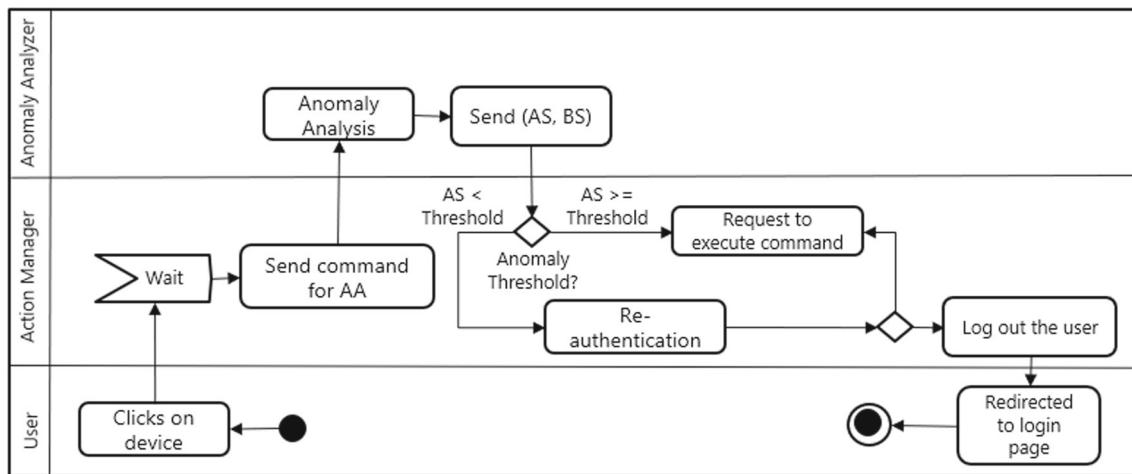 Anomaly Analyzer
Anomaly
Analysis
Send (AS, BS)
Action Manager
AS <
Threshold
AS >=
Threshold
Request to
execute command
Wait
Send command
for AA
Anomaly
Threshold?
Re-
authentication
Log out the user
User
Clicks on
device
Redirected
to login
page